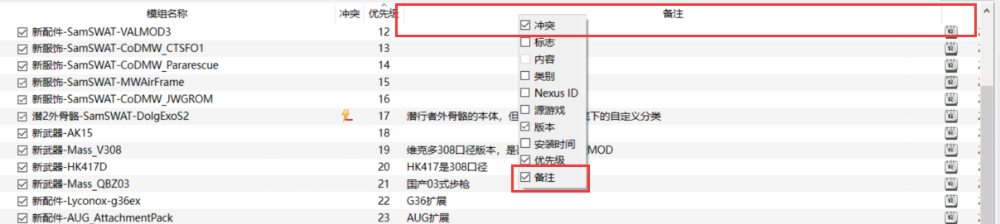 模组名称 冲突 优先级 备注
新配件-SamSWAT-VALMOD3 12
新服饰-SamSWAT-CoDMW_CTSFO1 13
新服饰-SamSWAT-CoDMW_Pararescue 14
新服饰-SamSWAT-MWAirFrame 15
新服饰-SamSWAT-CoDMW_JWGROM 16
潜2外骨骼-SamSWAT-DolgExoS2 17 潜行者外骨骼的本体，但 下的自定义分类
新武器-AK15 18
新武器-Mass_V308 19 维克多308口径版本，是 MOD
新武器-HK417D 20 HK417是308口径
新武器-Mass_QBZ03 21 国产03式步枪
新配件-Lyconox-g36ex 22 G36扩展
新配件-AUG_AttachmentPack 23 AUG扩展
冲突
标志
内容
类别
Nexus ID
源游戏
版本
安装时间
优先级
备注